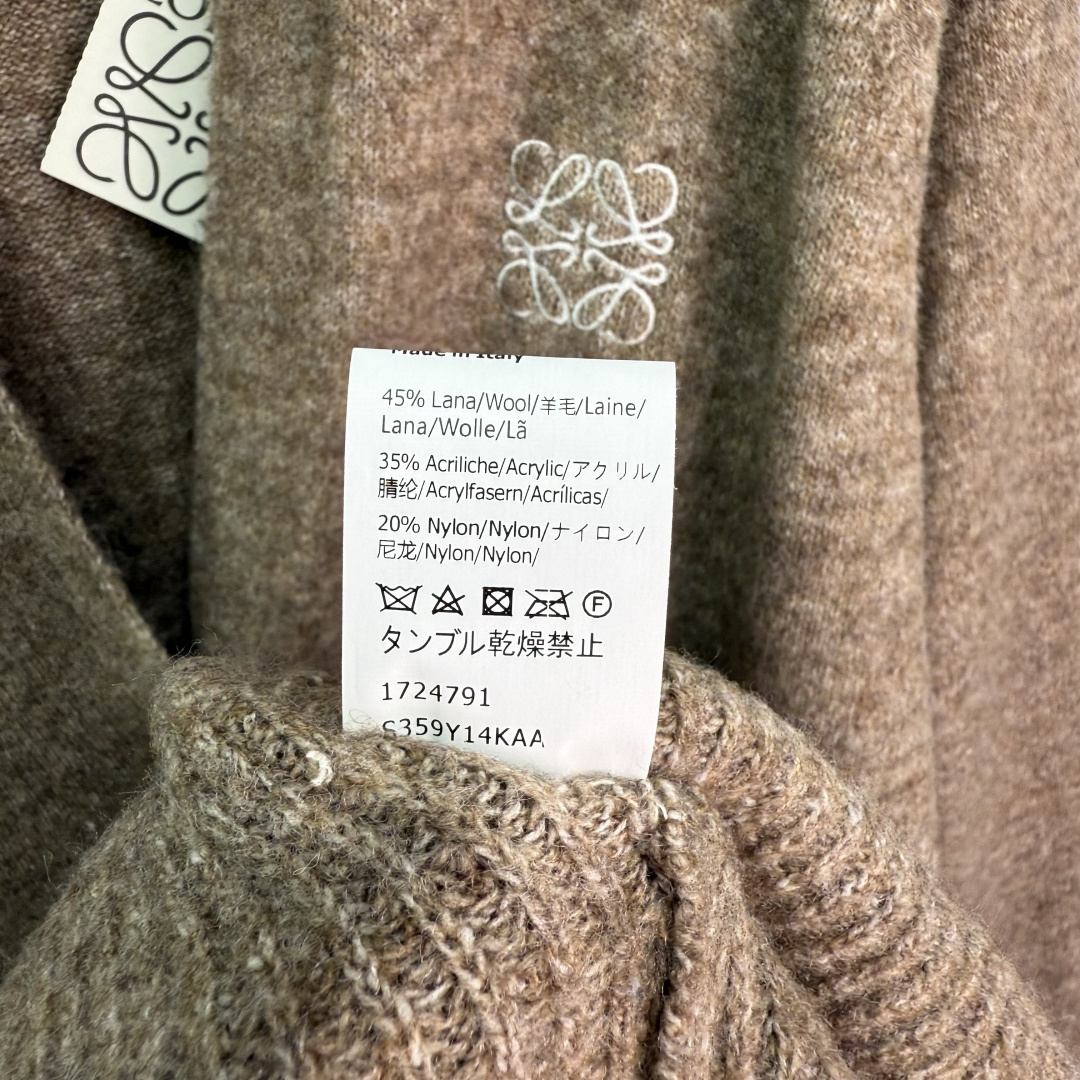 Made in Italy
45% Lana/Wool/羊毛/Laine/
Lana/Wolle/Lã
35% Acriliche/Acrylic/アクリル/
腈纶/Acrylfasern/Acrílicas/
20% Nylon/Nylon/ナイロン/
尼龙/Nylon/Nylon/
F
タンブル乾燥禁止
1724791
S359Y14KAA